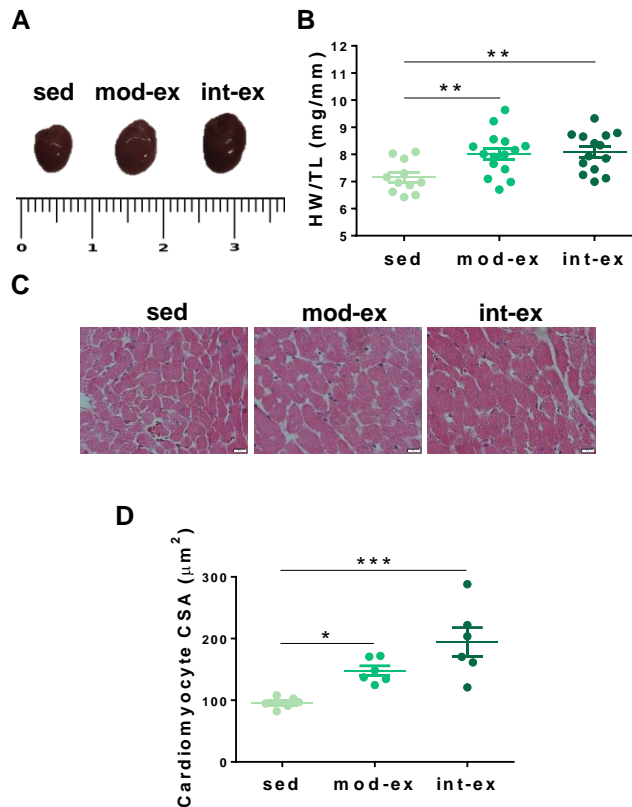 A
sed mod-ex int-ex
0 1 2 3
B
HW/TL (mg/mm)
12
11
10
9
8
7
6
5
**
**
sed mod-ex int-ex
C
sed mod-ex int-ex
D
Cardiomyocyte CSA (μm²)
300
200
100
0
***
*
sed mod-ex int-ex